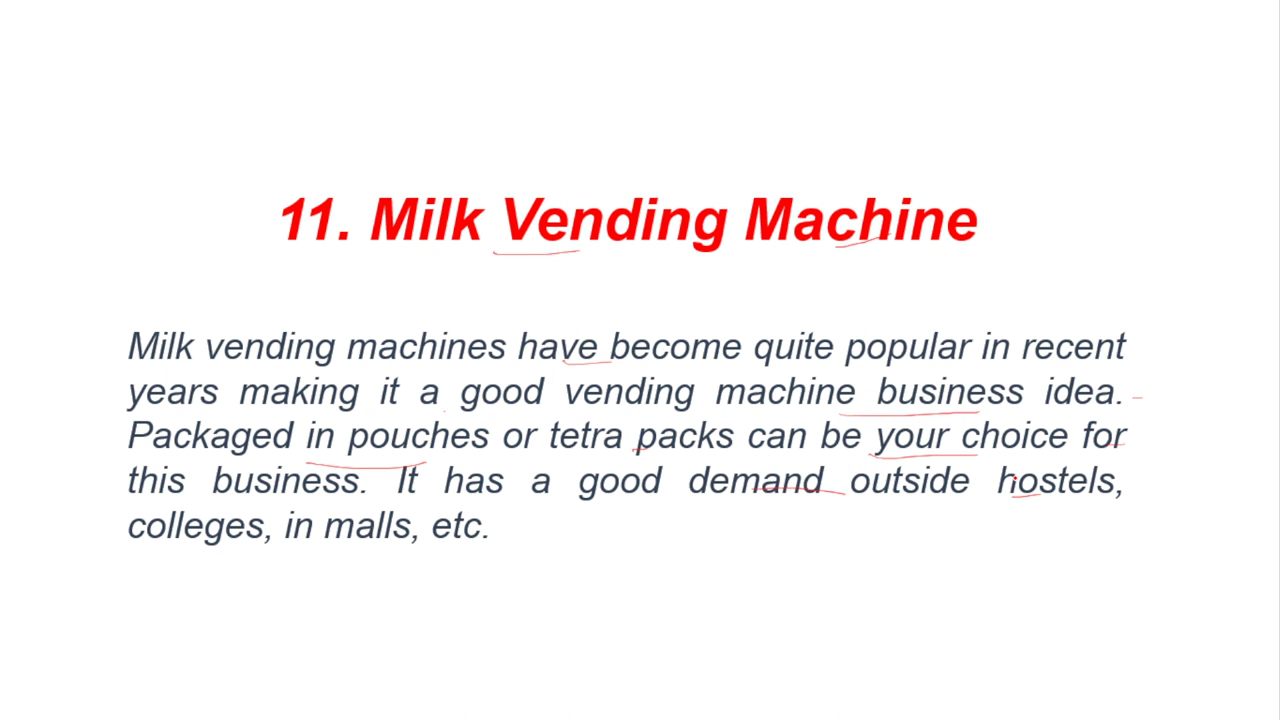 11. Milk Vending Machine
Milk vending machines have become quite popular in recent
years making it a good vending machine business idea.
Packaged in pouches or tetra packs can be your choice for
this business. It has a good demand outside hostels,
colleges, in malls, etc.